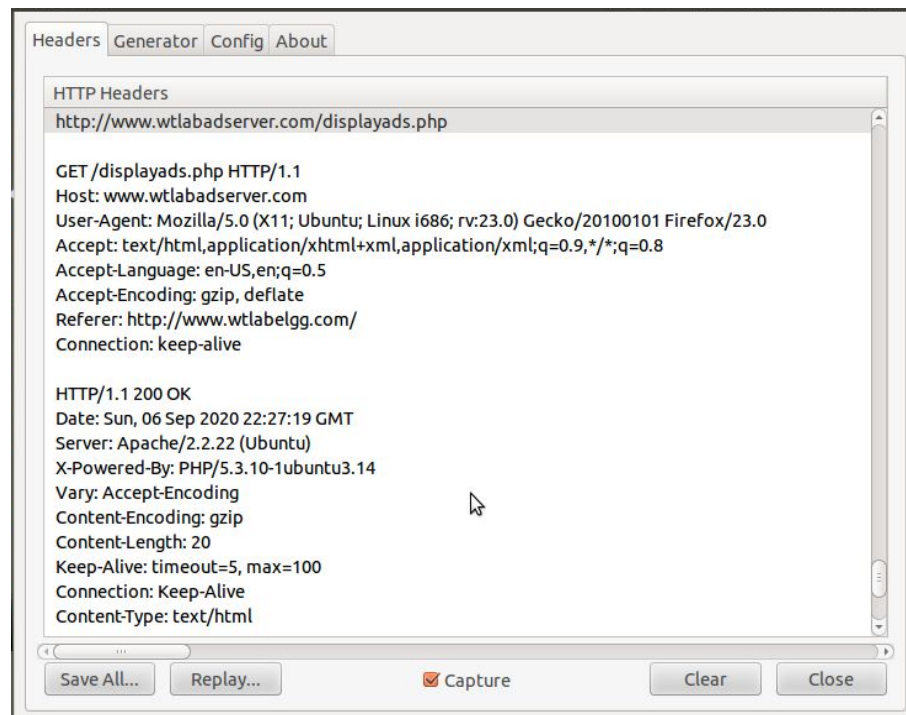 Headers Generator Config About
HTTP Headers
http://www.wtlabadserver.com/displayads.php
GET /displayads.php HTTP/1.1
Host: www.wtlabadserver.com
User-Agent: Mozilla/5.0 (X11; Ubuntu; Linux i686; rv:23.0) Gecko/20100101 Firefox/23.0
Accept: text/html,application/xhtml+xml,application/xml;q=0.9,*/*;q=0.8
Accept-Language: en-US,en;q=0.5
Accept-Encoding: gzip, deflate
Referer: http://www.wtlabelgg.com/
Connection: keep-alive
HTTP/1.1 200 OK
Date: Sun, 06 Sep 2020 22:27:19 GMT
Server: Apache/2.2.22 (Ubuntu)
X-Powered-By: PHP/5.3.10-1ubuntu3.14
Vary: Accept-Encoding
Content-Encoding: gzip
Content-Length: 20
Keep-Alive: timeout=5, max=100
Connection: Keep-Alive
Content-Type: text/html
Save All... Replay... Capture Clear Close